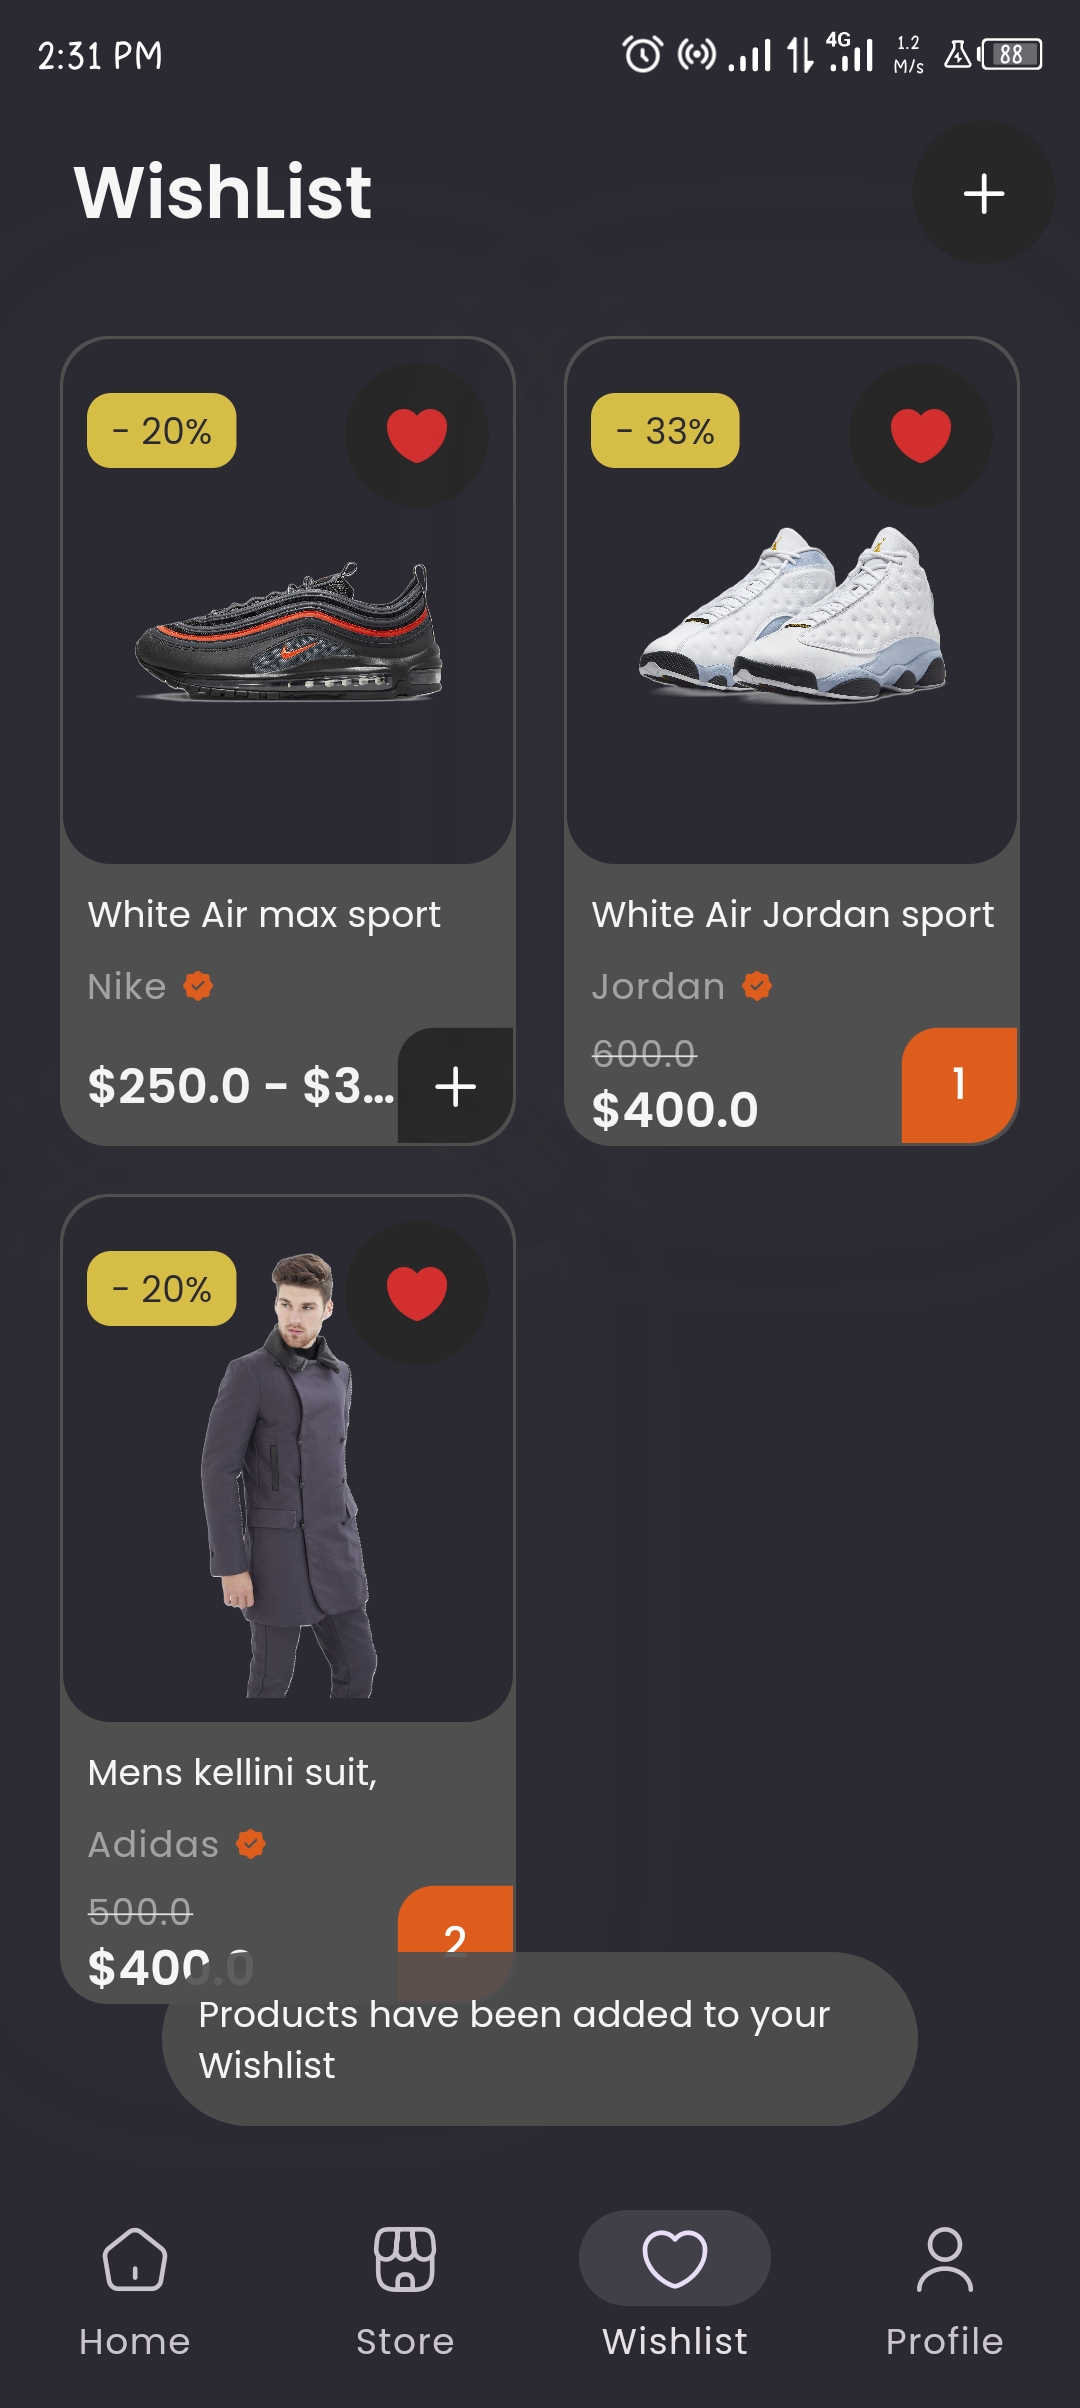 2:31 PM
4G
1.2
M/s
88
WishList
- 20%
- 33%
White Air max sport
Nike
$250.0 - $3...
White Air Jordan sport
Jordan
600.0
$400.0
1
- 20%
Mens kellini suit,
Adidas
500.0
$400.0
2
Products have been added to your
Wishlist
Home
Store
Wishlist
Profile